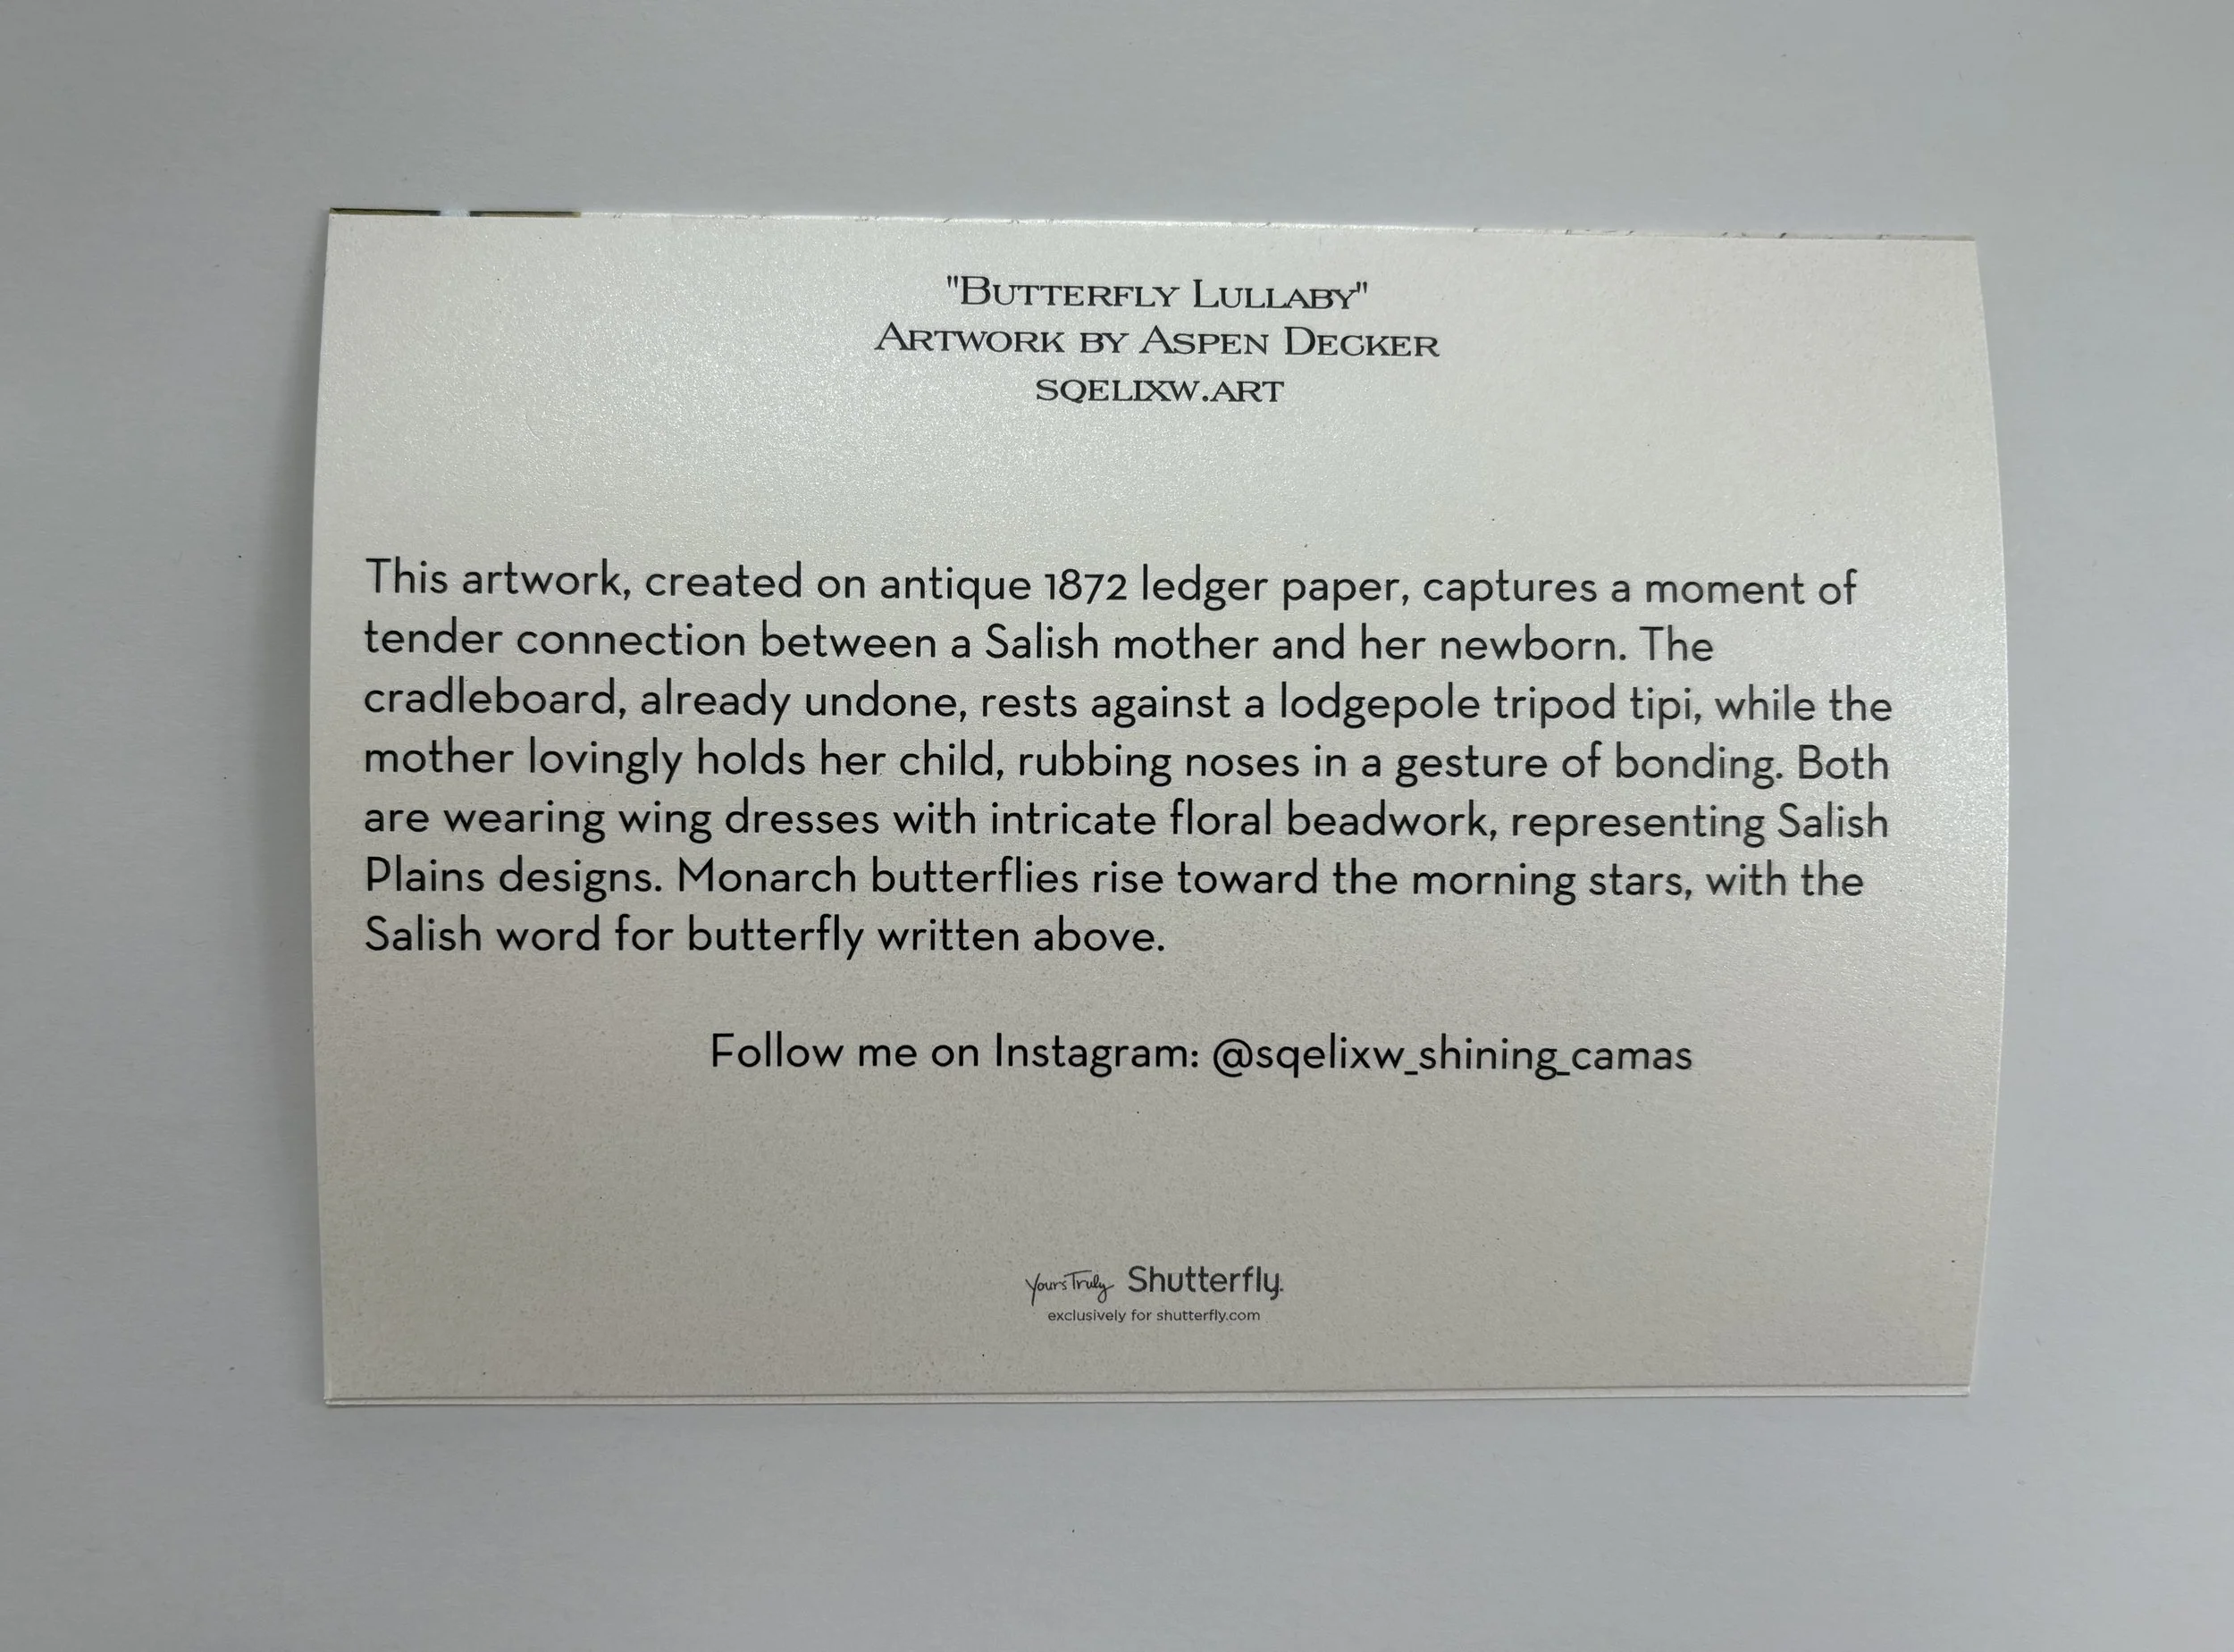 "Butterfly Lullaby"
Artwork by Aspen Decker
sqelixw.art
This artwork, created on antique 1872 ledger paper, captures a moment of
tender connection between a Salish mother and her newborn. The
cradleboard, already undone, rests against a lodgepole tripod tipi, while the
mother lovingly holds her child, rubbing noses in a gesture of bonding. Both
are wearing wing dresses with intricate floral beadwork, representing Salish
Plains designs. Monarch butterflies rise toward the morning stars, with the
Salish word for butterfly written above.
Follow me on Instagram: @sqelixw_shining_camas
Yours Truly Shutterfly.
exclusively for shutterfly.com